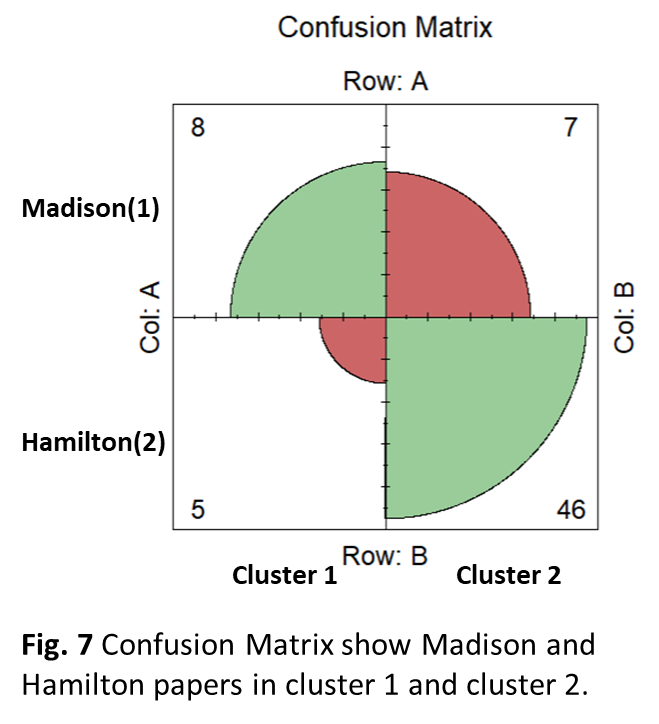 Confusion Matrix
Row: A
8
7
Madison(1)
Col: A
Col: B
Hamilton(2)
5
46
Row: B
Cluster 1
Cluster 2
Fig. 7 Confusion Matrix show Madison and
Hamilton papers in cluster 1 and cluster 2.